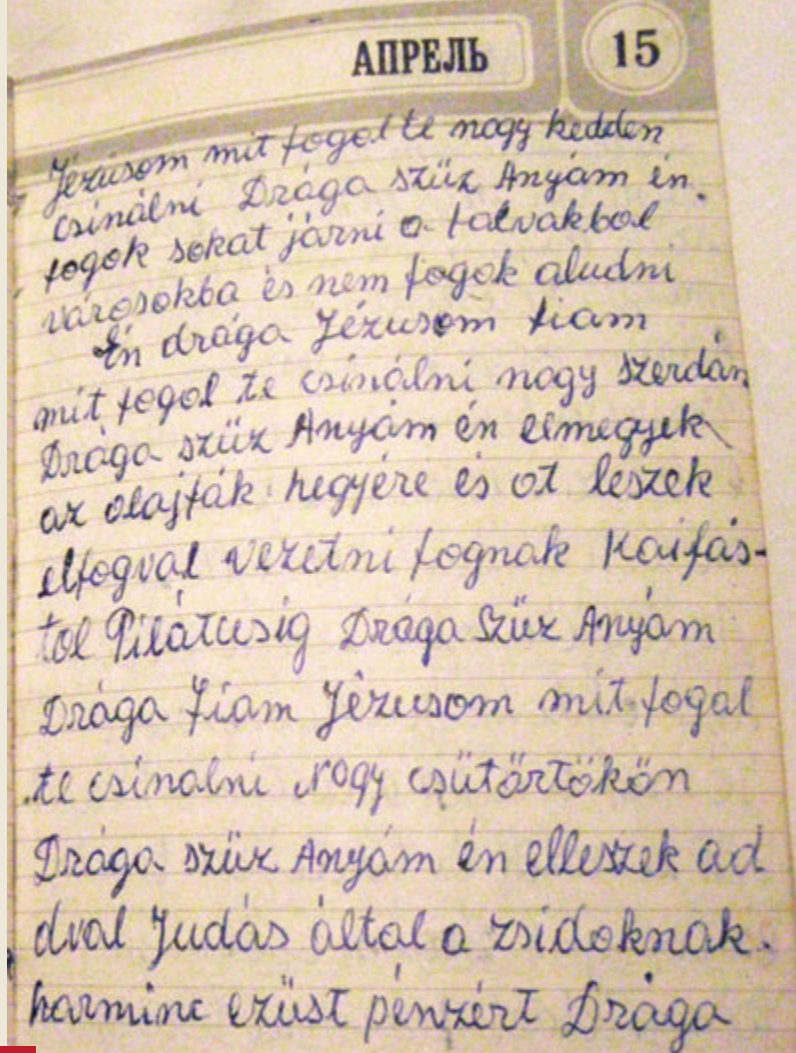 АПРЕЛЬ 15
Jézusom mit fogol te nagy kedden
csinálni Drága szüz Anyám én
fogok sokat járni a falvakbol
városokba és nem fogok aludni
Én drága Jézusom fiam
mit fogol te csinálni nagy szerdán
Drága szüz Anyám én elmegyek
az olajfák hegyére és ot leszek
elfogval vezetni fognak Kaifás-
tol Pilátusig Drága Szüz Anyám
Drága fiam Jézusom mit fogal
te csinalni Nagy csütörtökön
Drága szüz Anyám én elleszek ad
dval Judás által a zsidoknak.
harminc ezüst pénzért Drága